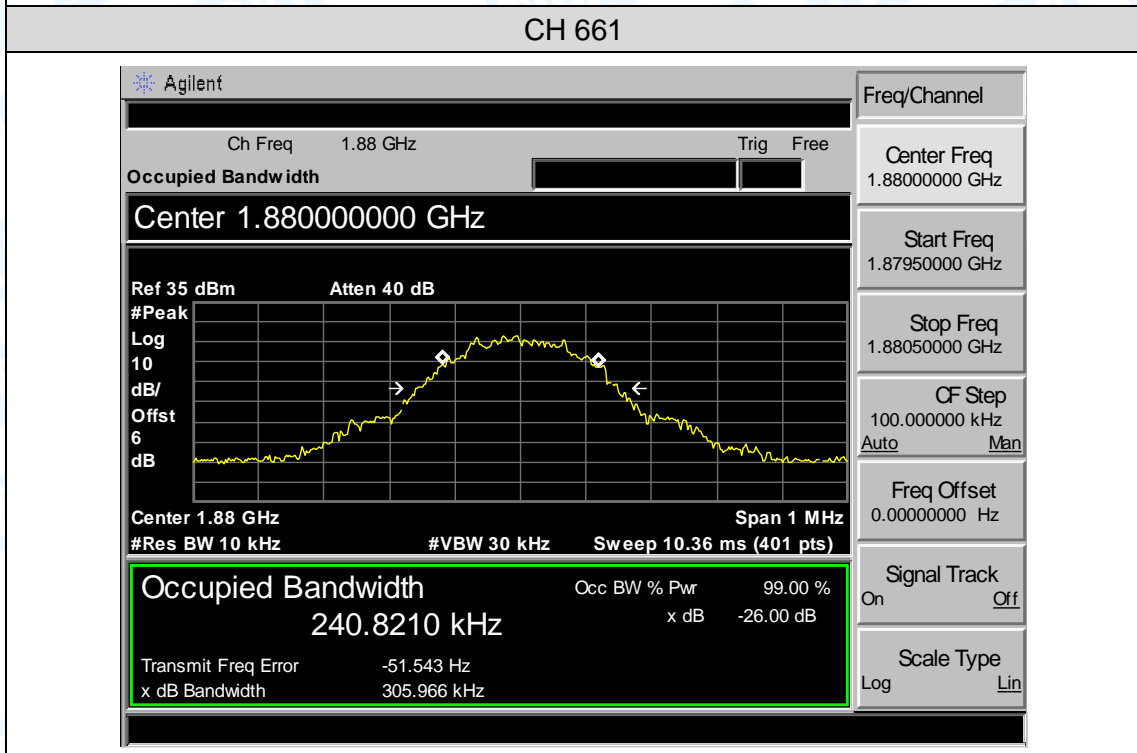 CH 661
Agilent
Freq/Channel
Ch Freq 1.88 GHz Trig Free
Occupied Bandwidth
Center 1.880000000 GHz
Ref 35 dBm Atten 40 dB
#Peak
Log
10
dB/
Offst
6
dB
Center 1.88 GHz Span 1 MHz
#Res BW 10 kHz #VBW 30 kHz Sweep 10.36 ms (401 pts)
Occupied Bandwidth
240.8210 kHz
Occ BW % Pwr 99.00 %
x dB -26.00 dB
Transmit Freq Error -51.543 Hz
x dB Bandwidth 305.966 kHz
Center Freq
1.88000000 GHz
Start Freq
1.87950000 GHz
Stop Freq
1.88050000 GHz
CF Step
100.000000 kHz
Auto Man
Freq Offset
0.00000000 Hz
Signal Track
On Off
Scale Type
Log Lin